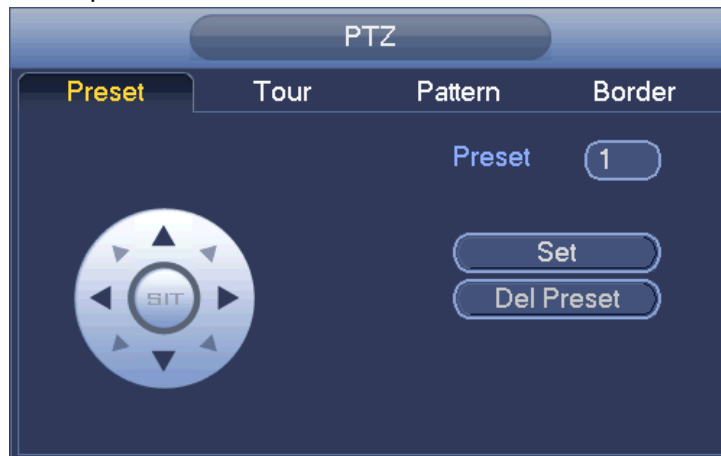 PTZ
Preset Tour Pattern Border
Preset 1
Set
SIT
Del Preset